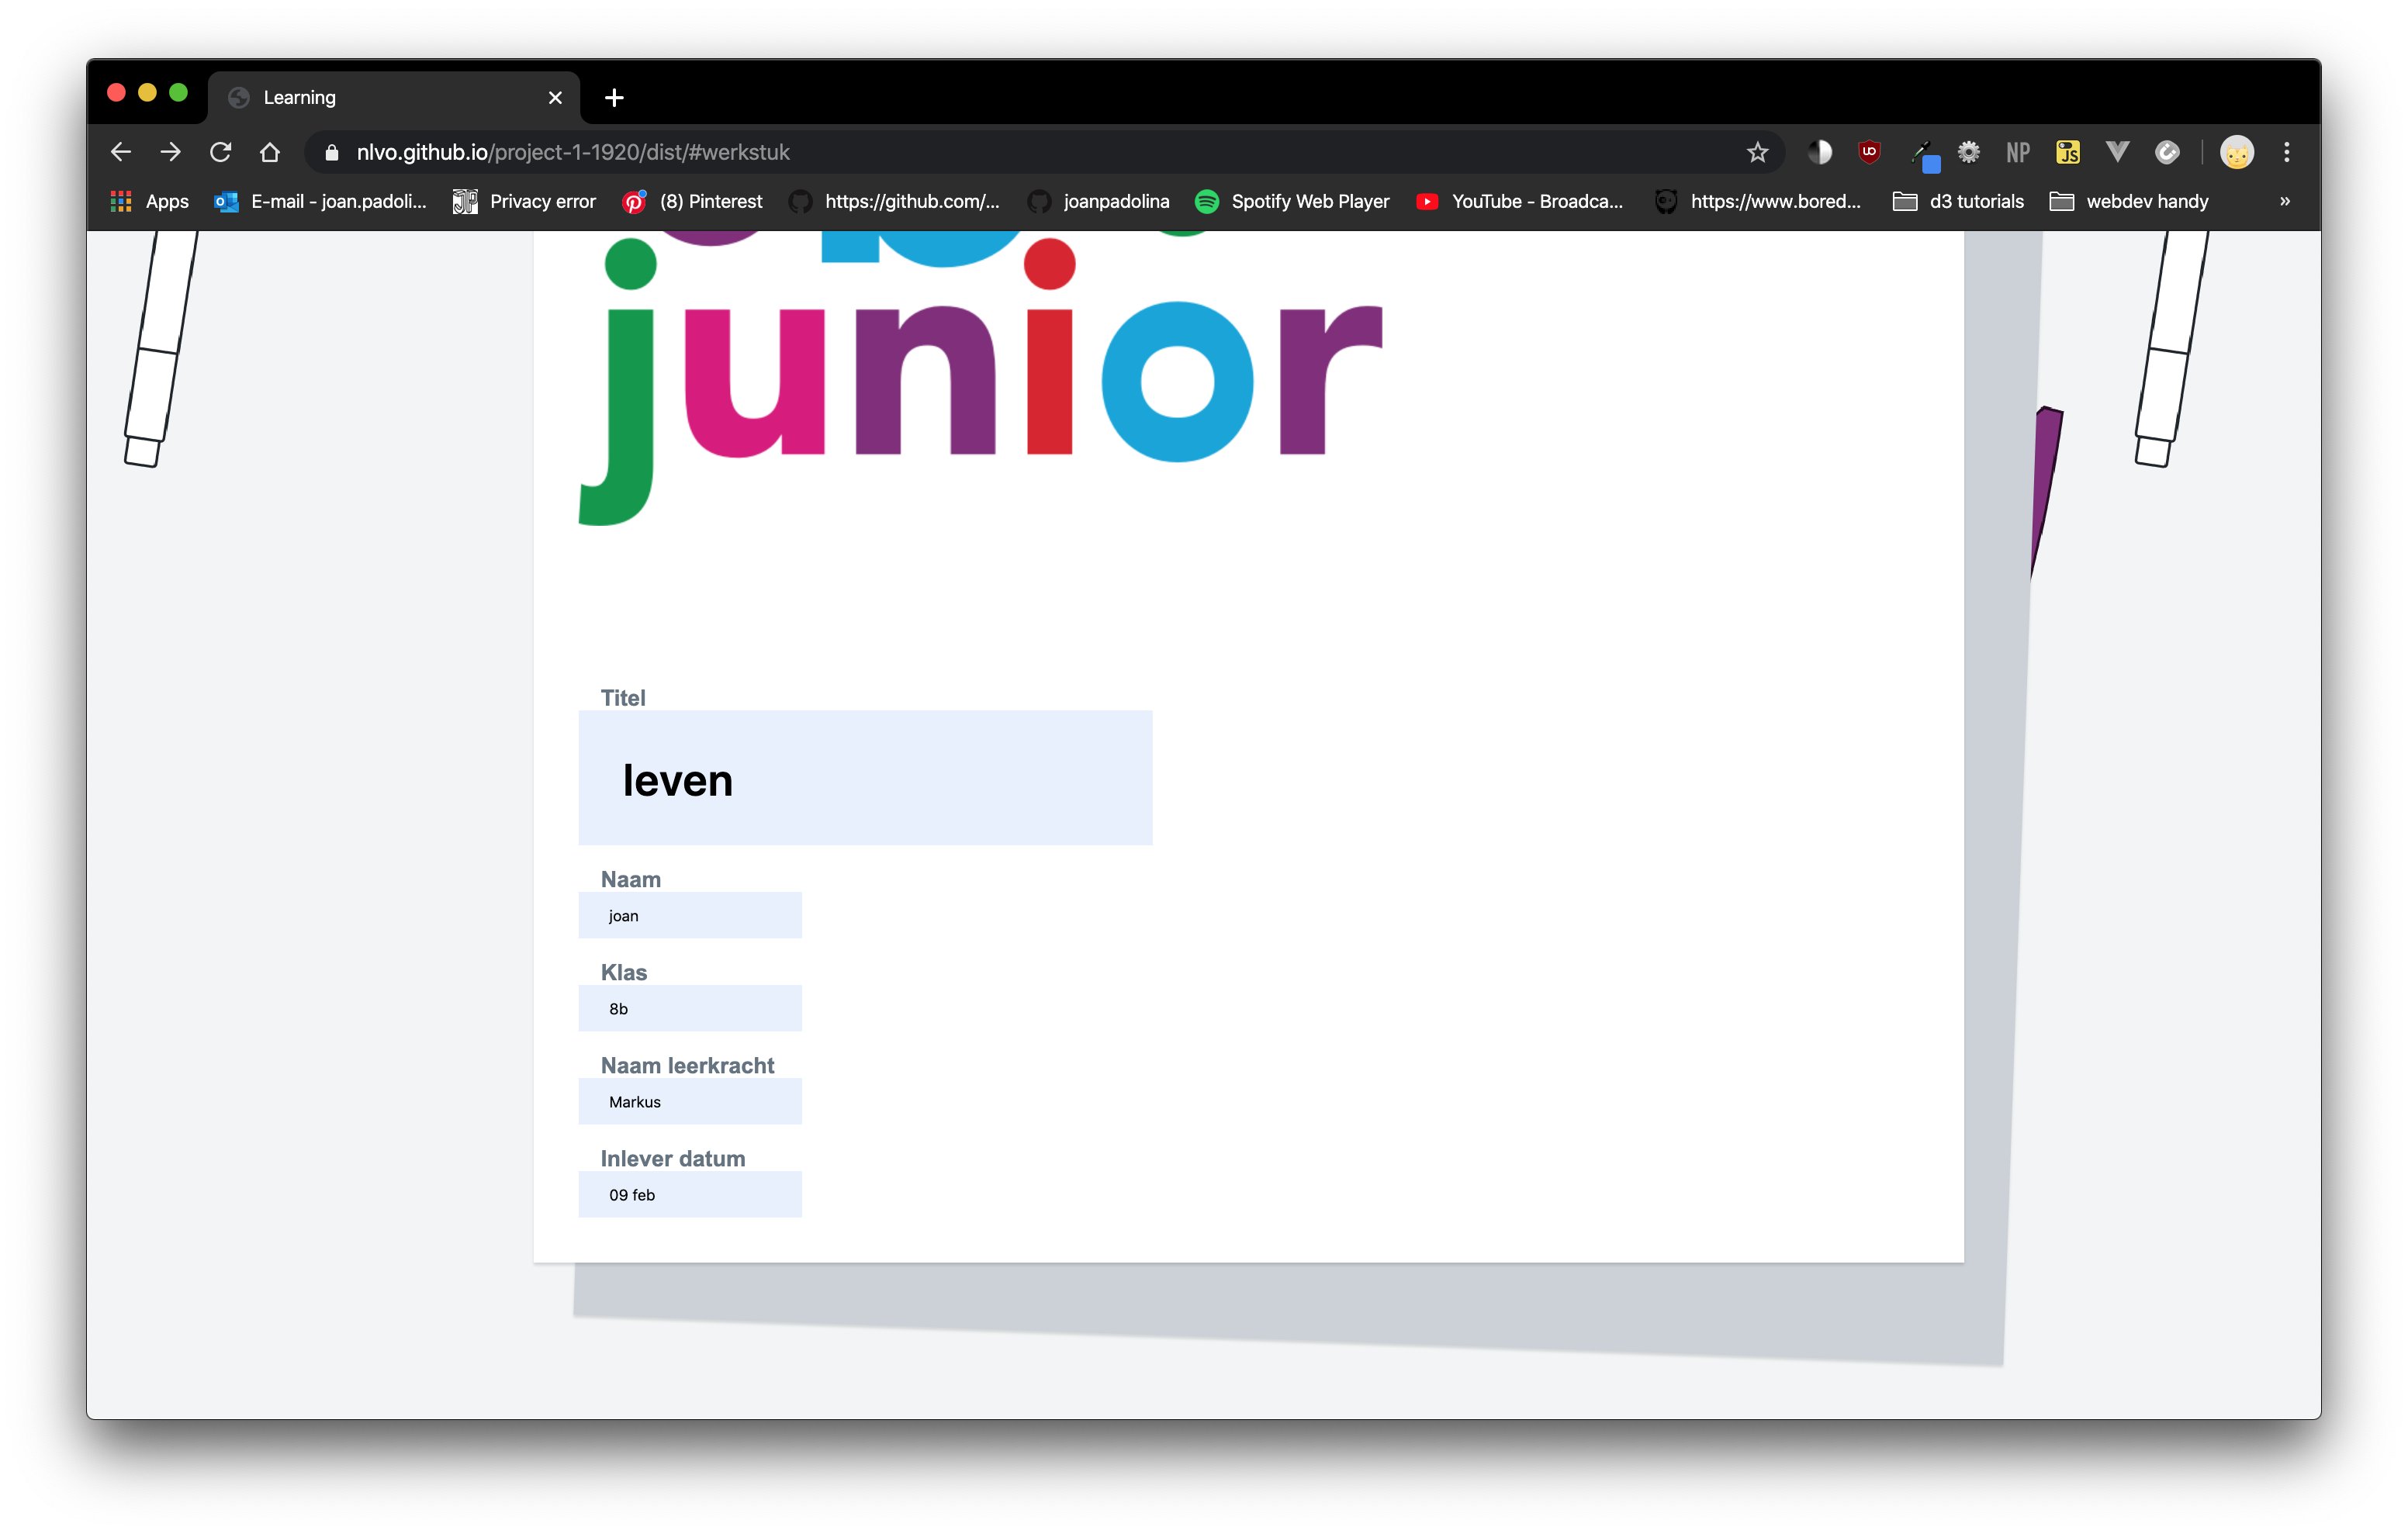 Learning
nlvo.github.io/project-1-1920/dist/#werkstuk
NP
JS
Apps
E-mail - joan.padoli...
Privacy error
(8) Pinterest
https://github.com/...
joanpadolina
Spotify Web Player
YouTube - Broadca...
https://www.bored...
d3 tutorials
webdev handy
»
junior
Titel
leven
Naam
joan
Klas
8b
Naam leerkracht
Markus
Inlever datum
09 feb